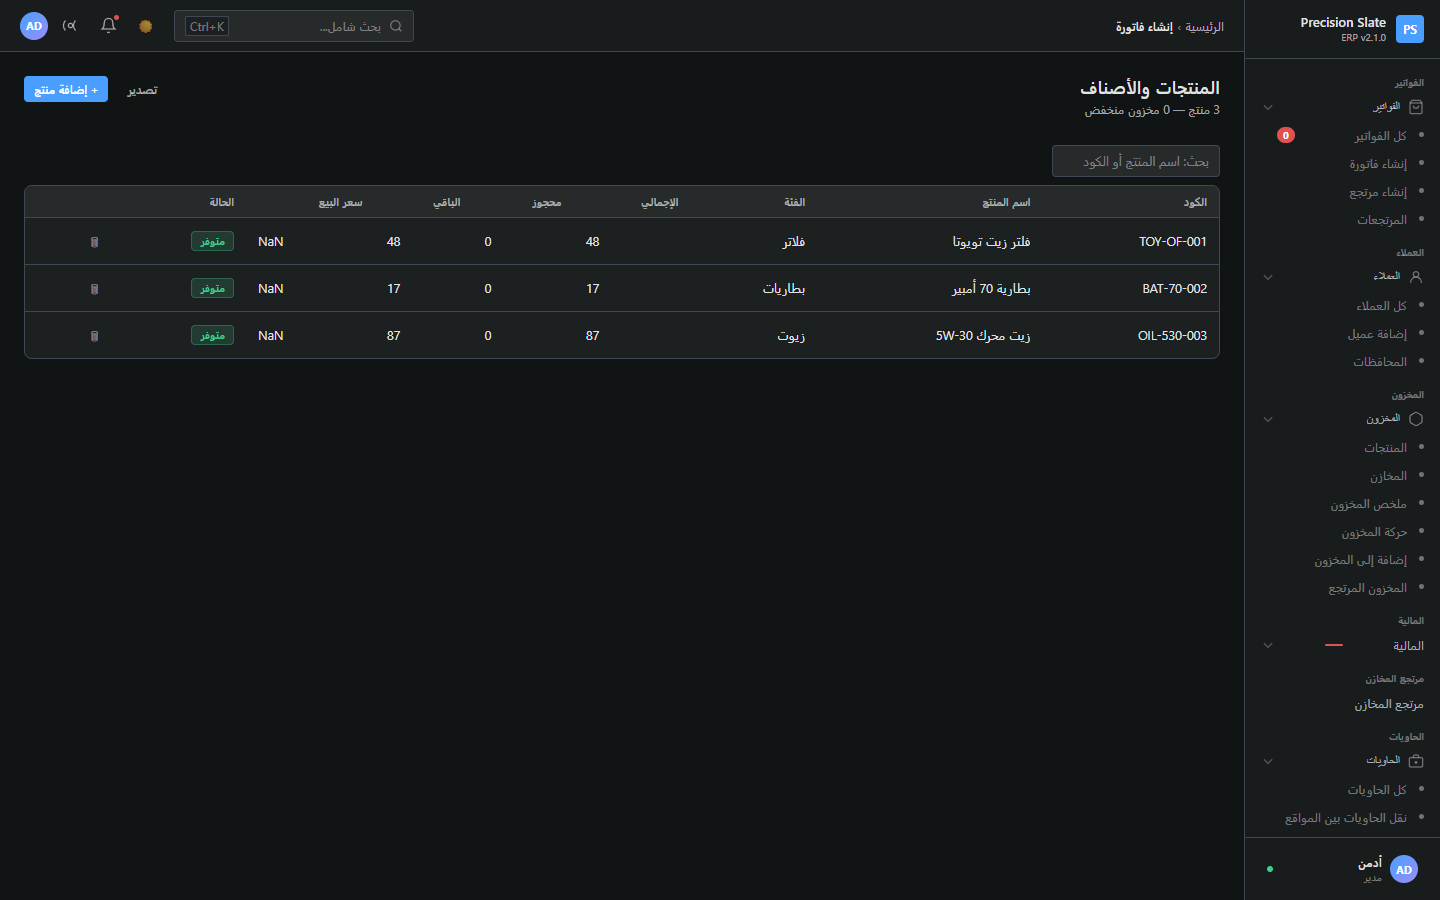 Precision Slate
ERP v2.1.0
PS
الرئيسية › إنشاء فاتورة
بحث شامل...
Ctrl+K
AD
الفواتير
الفواتير
كل الفواتير
0
إنشاء فاتورة
إنشاء مرتجع
المرتجعات
العملاء
العملاء
كل العملاء
إضافة عميل
المحافظات
المخزون
المخزون
المنتجات
المخازن
ملخص المخزون
حركة المخزون
إضافة إلى المخزون
المخزون المرتجع
المالية
المالية
مرتجع المخازن
مرتجع المخازن
الحاويات
الحاويات
كل الحاويات
نقل الحاويات بين المواقع
أدمن
مدير
AD
المنتجات والأصناف
3 منتج — 0 مخزون منخفض
تصدير
+ إضافة منتج
بحث: اسم المنتج أو الكود
الكود اسم المنتج الفئة الإجمالي محجوز الباقي سعر البيع الحالة
TOY-OF-001 فلتر زيت تويوتا فلاتر 48 0 48 NaN متوفر
BAT-70-002 بطارية 70 أمبير بطاريات 17 0 17 NaN متوفر
OIL-530-003 زيت محرك 5W-30 زيوت 87 0 87 NaN متوفر